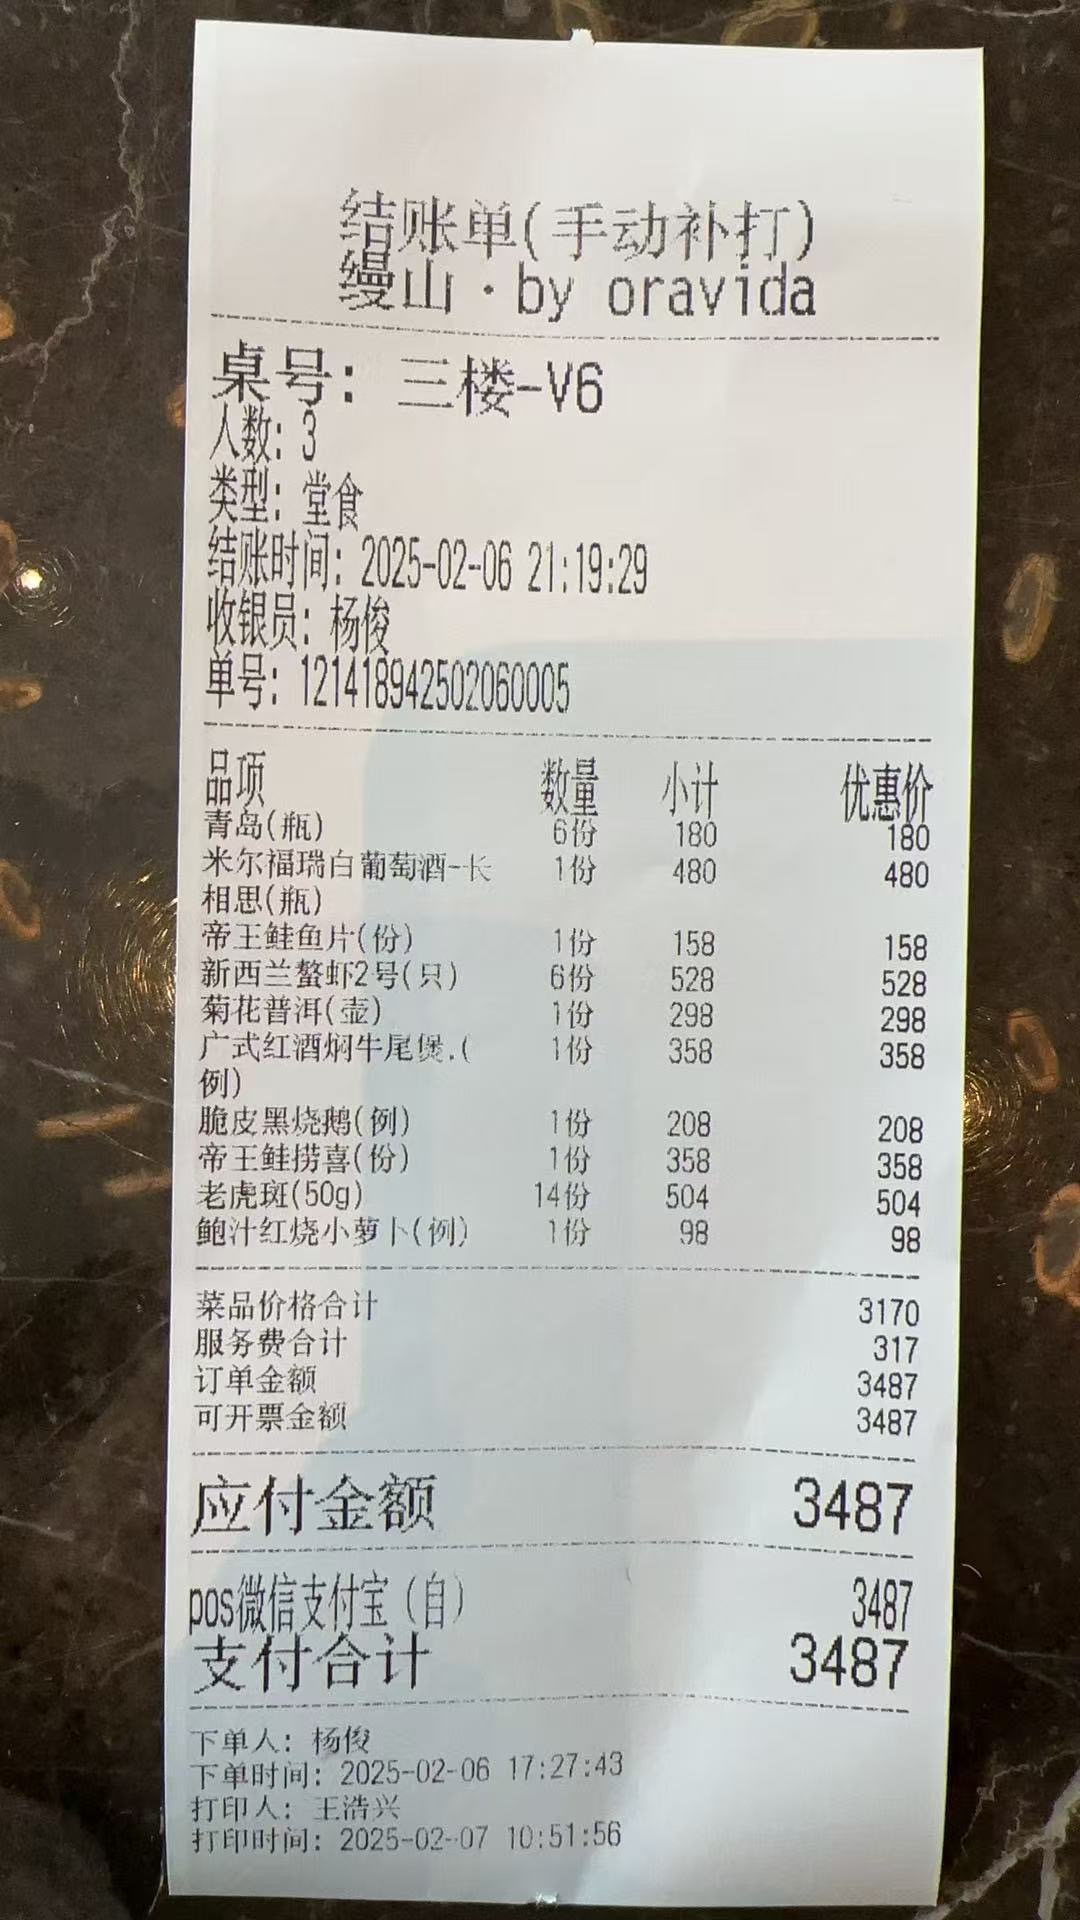 结账单(手动补打)
缦山·by oravida
桌号: 三楼-V6
人数: 3
类型: 堂食
结账时间: 2025-02-06 21:19:29
收银员: 杨俊
单号: 121418942502060005
品项 数量 小计 优惠价
青岛(瓶) 6份 180 180
米尔福瑞白葡萄酒-长 1份 480 480
相思(瓶)
帝王鲑鱼片(份) 1份 158 158
新西兰螯虾2号(只) 6份 528 528
菊花普洱(壶) 1份 298 298
广式红酒焖牛尾煲.( 1份 358 358
例)
脆皮黑烧鹅(例) 1份 208 208
帝王鲑捞喜(份) 1份 358 358
老虎斑(50g) 14份 504 504
鲍汁红烧小萝卜(例) 1份 98 98
菜品价格合计 3170
服务费合计 317
订单金额 3487
可开票金额 3487
应付金额 3487
pos微信支付宝(自) 3487
支付合计 3487
下单人: 杨俊
下单时间: 2025-02-06 17:27:43
打印人: 王浩兴
打印时间: 2025-02-07 10:51:56